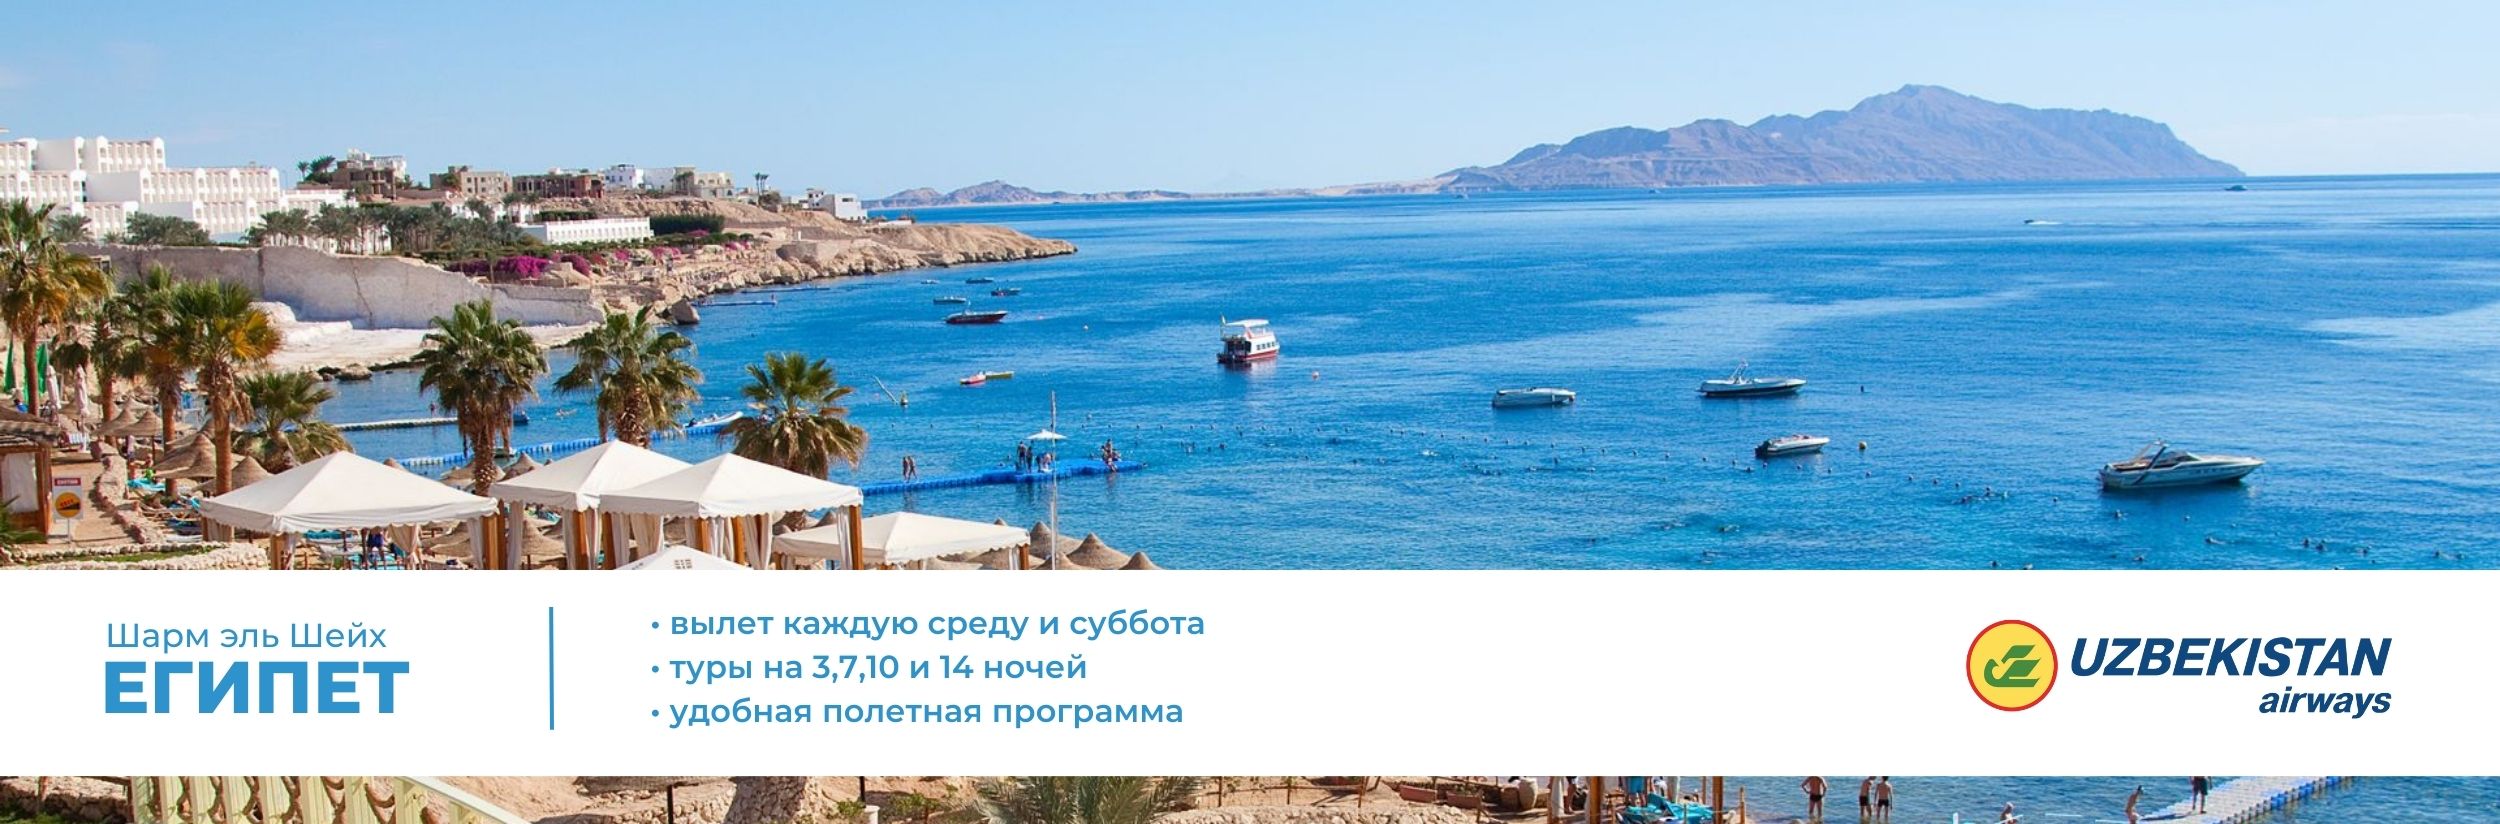 Шарм эль Шейх
ЕГИПЕТ
• вылет каждую среду и суббота
• туры на 3,7,10 и 14 ночей
• удобная полетная программа
UZBEKISTAN
airways